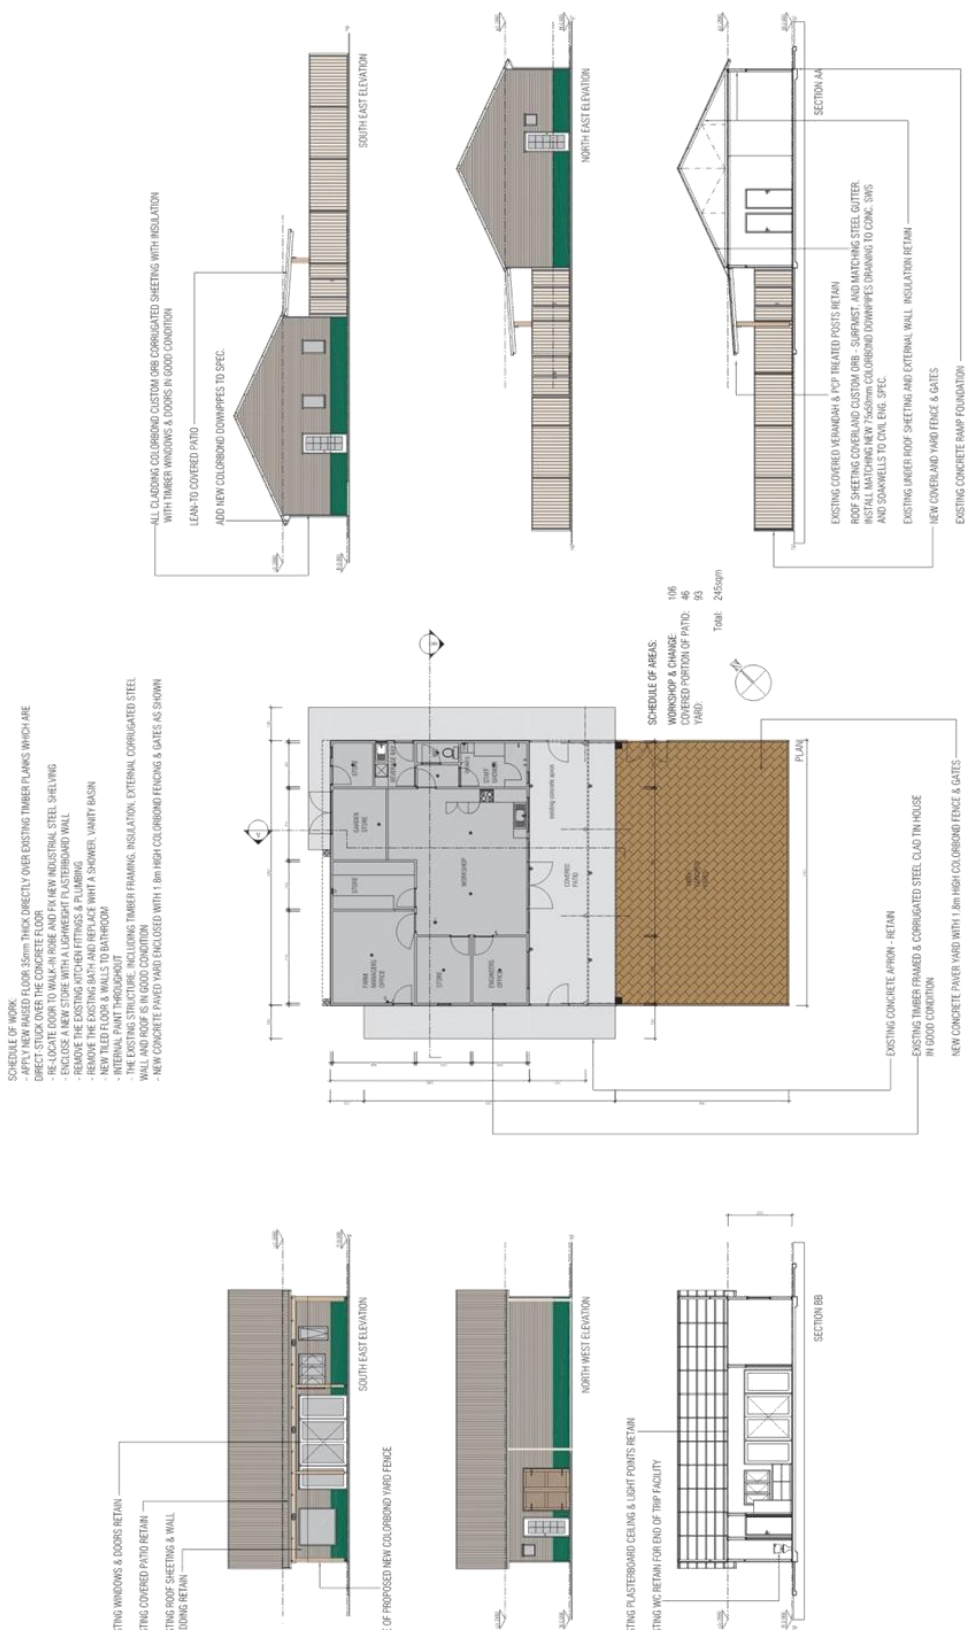 SCHEDULE OF WORK:
- APPLY NEW RAISED FLOOR 35mm THICK DIRECTLY OVER EXISTING TIMBER PLANKS WHICH ARE
DIRECT-STUCK OVER THE CONCRETE FLOOR
- RE-LOCATE DOOR TO WALK-IN ROBE AND FIX NEW INDUSTRIAL STEEL SHELVING
- ENCLOSE A NEW STORE WITH A LIGHWEIGHT PLASTERBOARD WALL
- REMOVE THE EXISTING KITCHEN FITTINGS & PLUMBING
- REMOVE THE EXISTING BATH AND REPLACE WIHT A SHOWER, VANITY BASIN
- NEW TILED FLOOR & WALLS TO BATHROOM
- INTERNAL PAINT THROUGHOUT
- THE EXISTING STRUCTURE, INCLUDING TIMBER FRAMING, INSULATION, EXTERNAL CORRUGATED STEEL
WALL AND ROOF IS IN GOOD CONDITION
- NEW CONCRETE PAVED YARD ENCLOSED WITH 1.8m HIGH COLORBOND FENCING & GATES AS SHOWN
STING WINDOWS & DOORS RETAIN
STING COVERED PATIO RETAIN
STING ROOF SHEETING & WALL
DDING RETAIN
SOUTH EAST ELEVATION
E OF PROPOSED NEW COLORBOND YARD FENCE
NORTH WEST ELEVATION
STING PLASTERBOARD CEILING & LIGHT POINTS RETAIN
STING WC RETAIN FOR END OF TRIP FACILITY
SECTION BB
STORE
GARDEN
STORE
STORE
STAFF
SHOWER
WORKSHOP
FARM
MANAGERS
OFFICE
STORE
ENGINEERS
OFFICE
COVERED
PATIO
existing concrete apron
PLAN
SCHEDULE OF AREAS:
WORKSHOP & CHANGE: 106
COVERED PORTION OF PATIO: 46
YARD: 93
Total: 245sqm
N
EXISTING CONCRETE APRON - RETAIN
EXISTING TIMBER FRAMED & CORRUGATED STEEL CLAD TIN HOUSE
IN GOOD CONDITION
NEW CONCRETE PAVER YARD WITH 1.8m HIGH COLORBOND FENCE & GATES
ALL CLADDING COLORBOND CUSTOM ORB CORRUGATED SHEETING WITH INSULATION
WITH TIMBER WINDOWS & DOORS IN GOOD CONDITION
LEAN-TO COVERED PATIO
ADD NEW COLORBOND DOWNPIPES TO SPEC.
SOUTH EAST ELEVATION
NORTH EAST ELEVATION
SECTION AA
EXISTING COVERED VERANDAH & PCP TREATED POSTS RETAIN
ROOF SHEETING COVERLAND CUSTOM ORB - SURFMIST, AND MATCHING STEEL GUTTER.
INSTALL MATCHING NEW 75x50mm COLORBOND DOWNPIPES DRAINING TO CONC. SWS
AND SOAKWELLS TO CIVIL ENG. SPEC.
EXISTING UNDER ROOF SHEETING AND EXTERNAL WALL INSULATION RETAIN
NEW COVERLAND YARD FENCE & GATES
EXISTING CONCRETE RAMP FOUNDATION